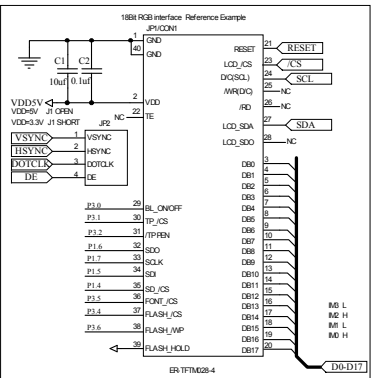 18Bit RGB interface Reference Example
JP1/CON1
1 GND
40 GND
C1 C2
10uf 0.1uf
VDD5V 2 VDD
VDD=5V J1 OPEN
VDD=3.3V J1 SHORT
NC 22 TE
JP2
VSYNC 1 VSYNC
HSYNC 2 HSYNC
DOTCLK 3 DOTCLK
DE 4 DE
P3.0 29 BL_ON/OFF
P3.1 30 TP_/CS
P3.2 31 /TPPEN
P1.6 32 SDO
P1.7 33 SCLK
P1.5 34 SDI
P1.4 35 SD_/CS
P3.5 36 FONT_/CS
P3.4 37 FLASH_/CS
P3.6 38 FLASH_/WP
39 FLASH_HOLD
RESET 21 RESET
LCD_/CS 23 /CS
D/C(SCL) 24 SCL
/WR(D/C) 25 NC
/RD 26 NC
LCD_SDA 27 SDA
LCD_SDO 28 NC
DB0 3
DB1 4
DB2 5
DB3 6
DB4 7
DB5 8
DB6 9
DB7 10
DB8 11
DB9 12
DB10 13
DB11 14
DB12 15
DB13 16 IM3 L
DB14 17 IM2 H
DB15 18 IM1 L
DB16 19 IM0 H
DB17 20
D0-D17
ER-TFTM028-4